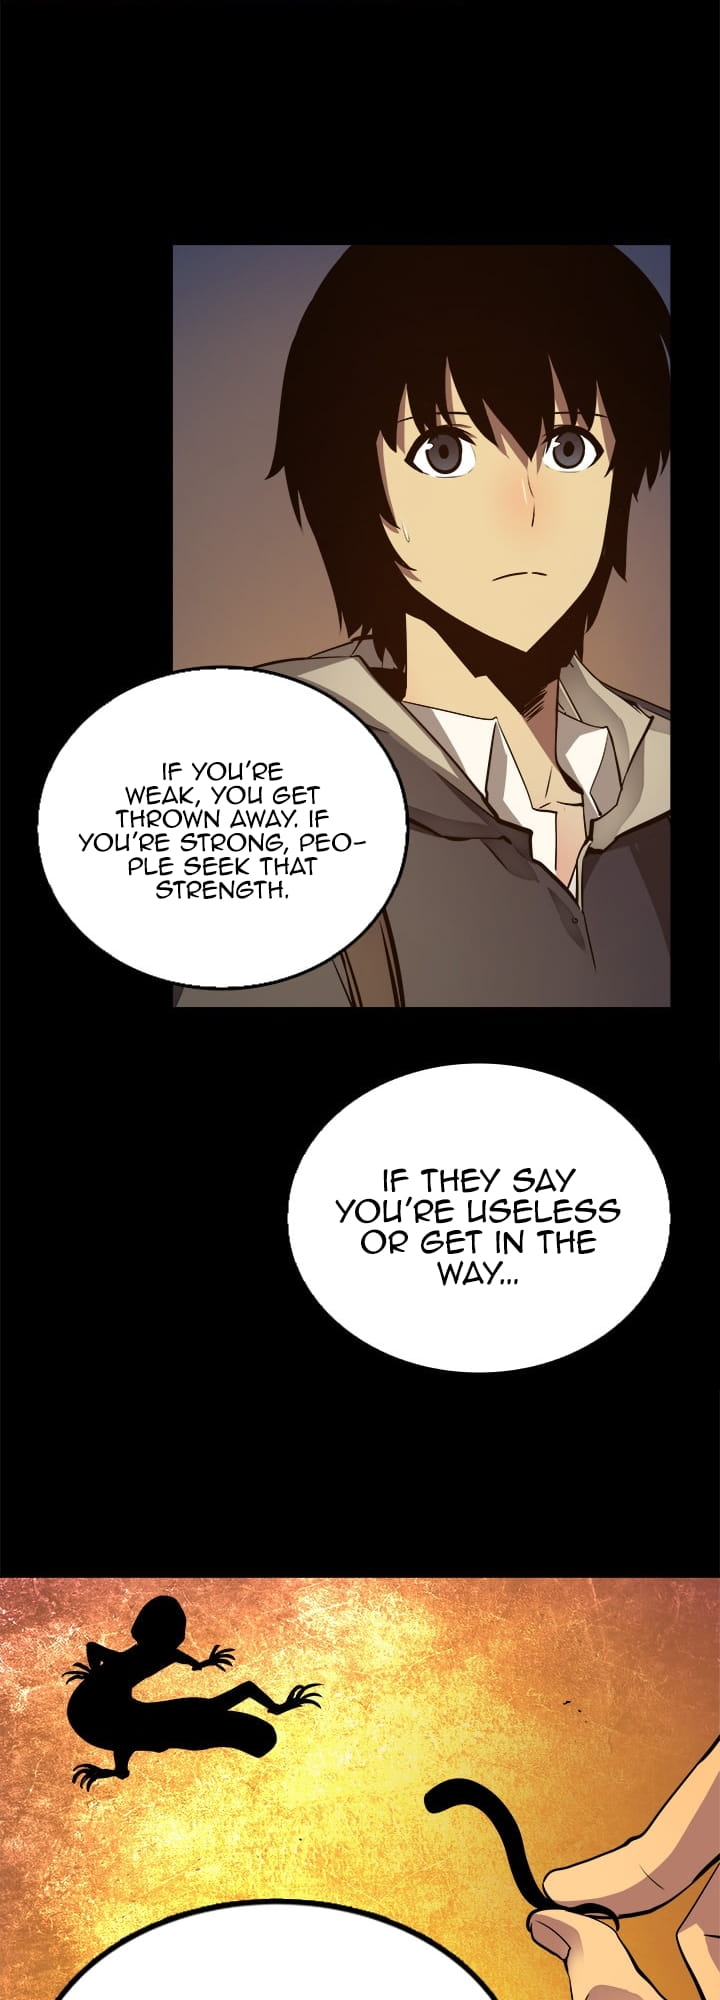 IF YOU'RE
WEAK, YOU GET
THROWN AWAY. IF
YOU'RE STRONG, PEO-
PLE SEEK THAT
STRENGTH.
IF THEY SAY
YOU'RE USELESS
OR GET IN THE
WAY...